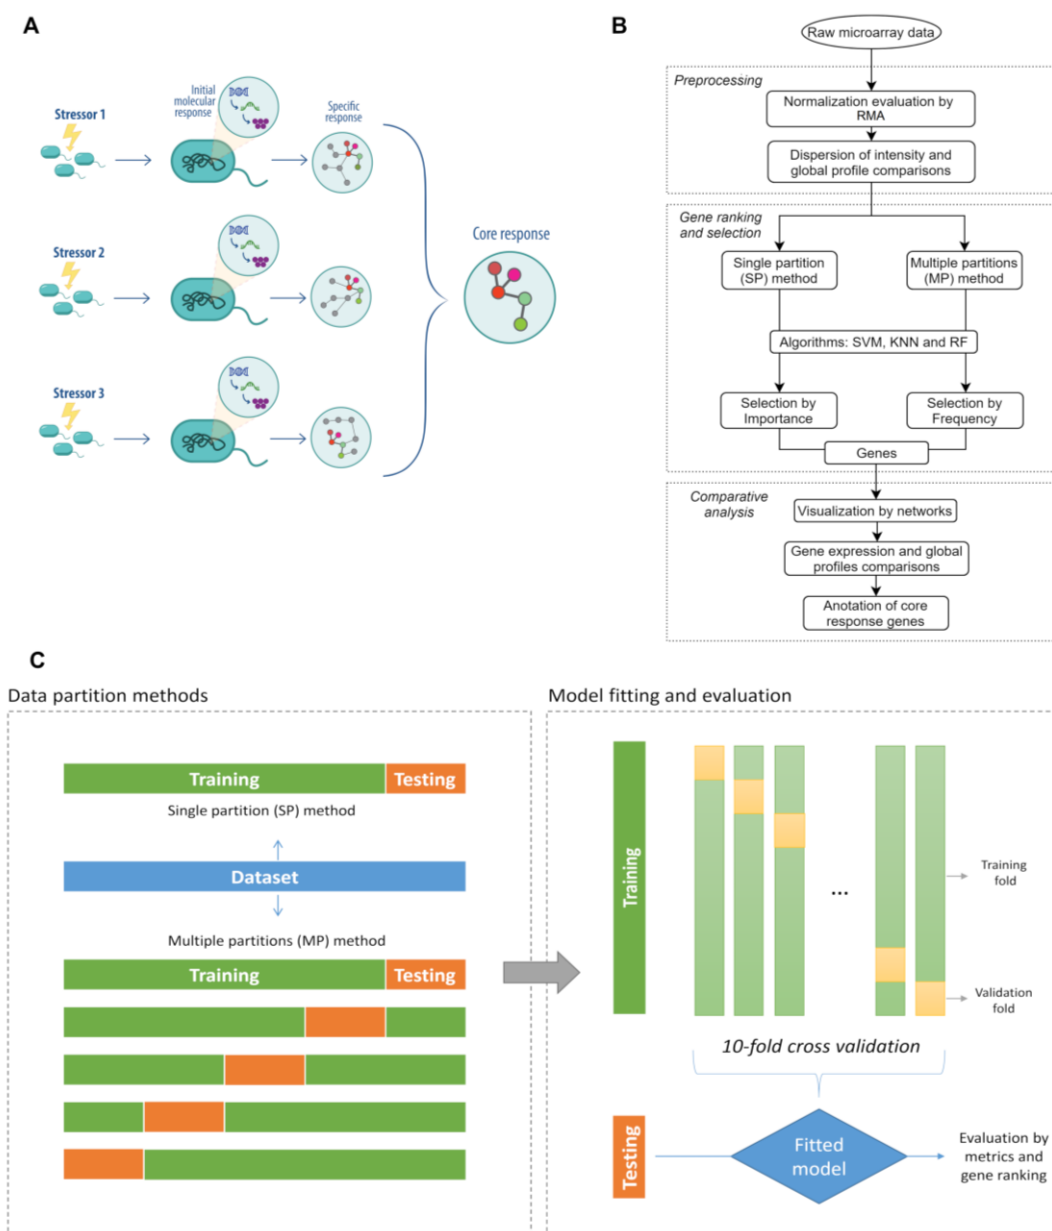 A
Stressor 1
Initial
molecular
response
Specific
response
Stressor 2
Core response
Stressor 3
B
Raw microarray data
Preprocessing
Normalization evaluation by
RMA
Dispersion of intensity and
global profile comparisons
Gene ranking
and selection
Single partition
(SP) method
Multiple partitions
(MP) method
Algorithms: SVM, KNN and RF
Selection by
Importance
Selection by
Frequency
Genes
Comparative
analysis
Visualization by networks
Gene expression and global
profiles comparisons
Anotation of core
response genes
C
Data partition methods
Training
Testing
Single partition (SP) method
Dataset
Multiple partitions (MP) method
Training
Testing
Model fitting and evaluation
Training
...
Training
fold
Validation
fold
10-fold cross validation
Testing
Fitted
model
Evaluation by
metrics and
gene ranking